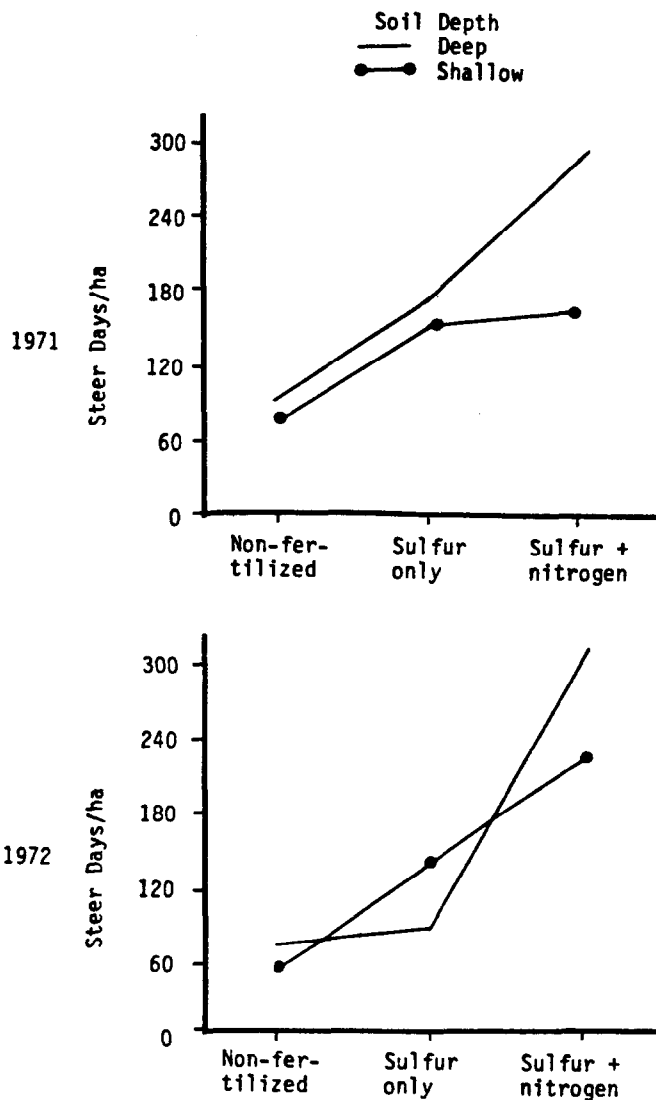 Soil Depth
Deep
Shallow
300
240
180
120
60
0
1971
Steer Days/ha
Non-fer-
tilized
Sulfur
only
Sulfur +
nitrogen
300
240
180
120
60
0
1972
Steer Days/ha
Non-fer-
tilized
Sulfur
only
Sulfur +
nitrogen